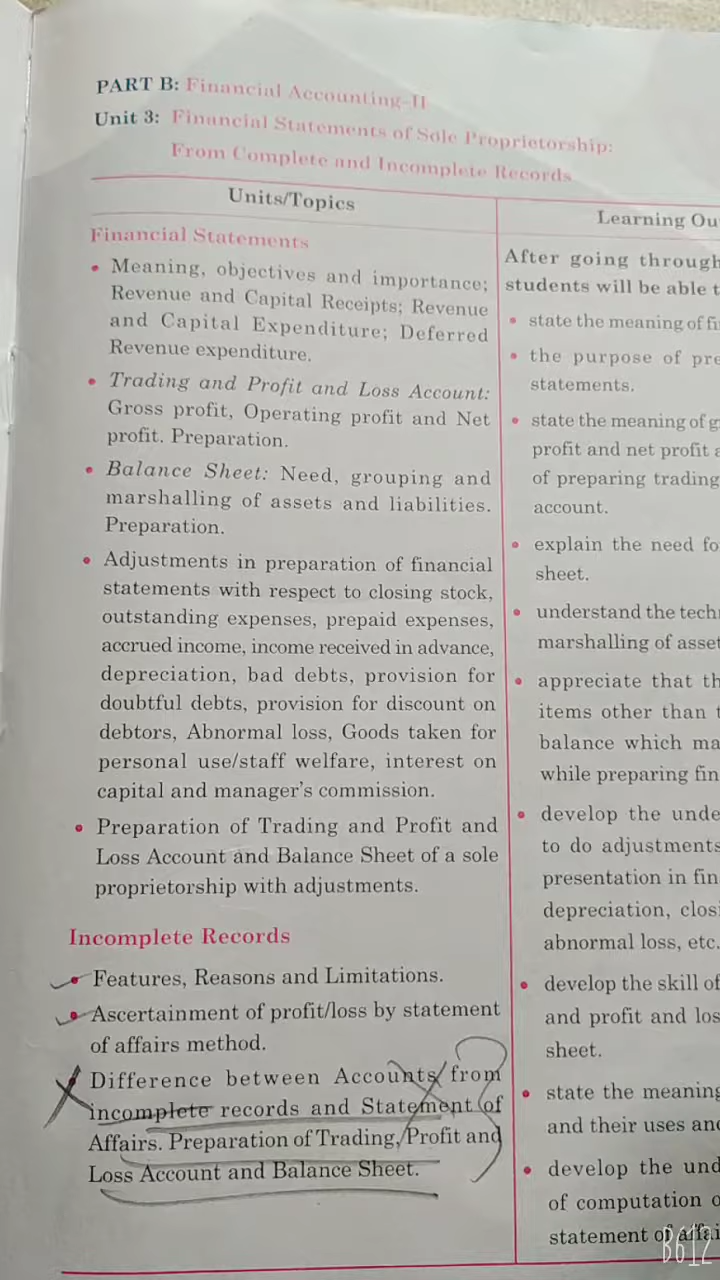 PART B: Financial Accounting-II
Unit 3: Financial Statements of Sole Proprietorship:
From Complete and Incomplete Records
Units/Topics
Financial Statements
• Meaning, objectives and importance;
Revenue and Capital Receipts; Revenue
and Capital Expenditure; Deferred
Revenue expenditure.
• Trading and Profit and Loss Account:
Gross profit, Operating profit and Net
profit. Preparation.
• Balance Sheet: Need, grouping and
marshalling of assets and liabilities.
Preparation.
• Adjustments in preparation of financial
statements with respect to closing stock,
outstanding expenses, prepaid expenses,
accrued income, income received in advance,
depreciation, bad debts, provision for
doubtful debts, provision for discount on
debtors, Abnormal loss, Goods taken for
personal use/staff welfare, interest on
capital and manager's commission.
• Preparation of Trading and Profit and
Loss Account and Balance Sheet of a sole
proprietorship with adjustments.
Incomplete Records
• Features, Reasons and Limitations.
• Ascertainment of profit/loss by statement
of affairs method.
• Difference between Accounts from
incomplete records and Statement of
Affairs. Preparation of Trading, Profit and
Loss Account and Balance Sheet.
Learning Ou
After going through
students will be able t
• state the meaning of fi
• the purpose of pre
statements.
• state the meaning of g
profit and net profit a
of preparing trading
account.
• explain the need fo
sheet.
• understand the tech
marshalling of asset
• appreciate that th
items other than t
balance which ma
while preparing fin
• develop the unde
to do adjustments
presentation in fin
depreciation, clos
abnormal loss, etc.
• develop the skill of
and profit and los
sheet.
• state the meaning
and their uses an
• develop the und
of computation o
statement of affai
B612